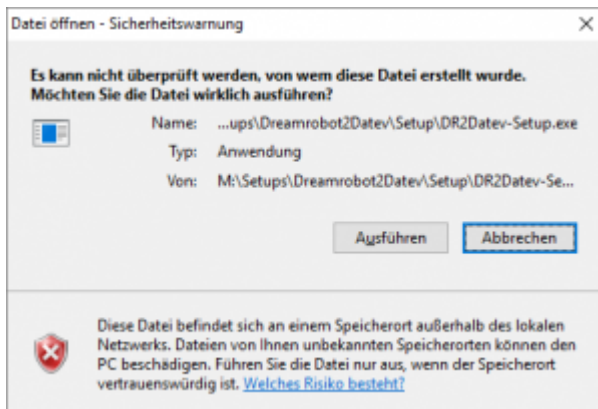 Datei öffnen - Sicherheitswarnung
Es kann nicht überprüft werden, von wem diese Datei erstellt wurde.
Möchten Sie die Datei wirklich ausführen?
Name: ...ups\Dreamrobot2Datev\Setup\DR2Datev-Setup.exe
Typ: Anwendung
Von: M:\Setups\Dreamrobot2Datev\Setup\DR2Datev-Se...
Ausführen Abbrechen
Diese Datei befindet sich an einem Speicherort außerhalb des lokalen
Netzwerks. Dateien von Ihnen unbekannten Speicherorten können den
PC beschädigen. Führen Sie die Datei nur aus, wenn der Speicherort
vertrauenswürdig ist. Welches Risiko besteht?